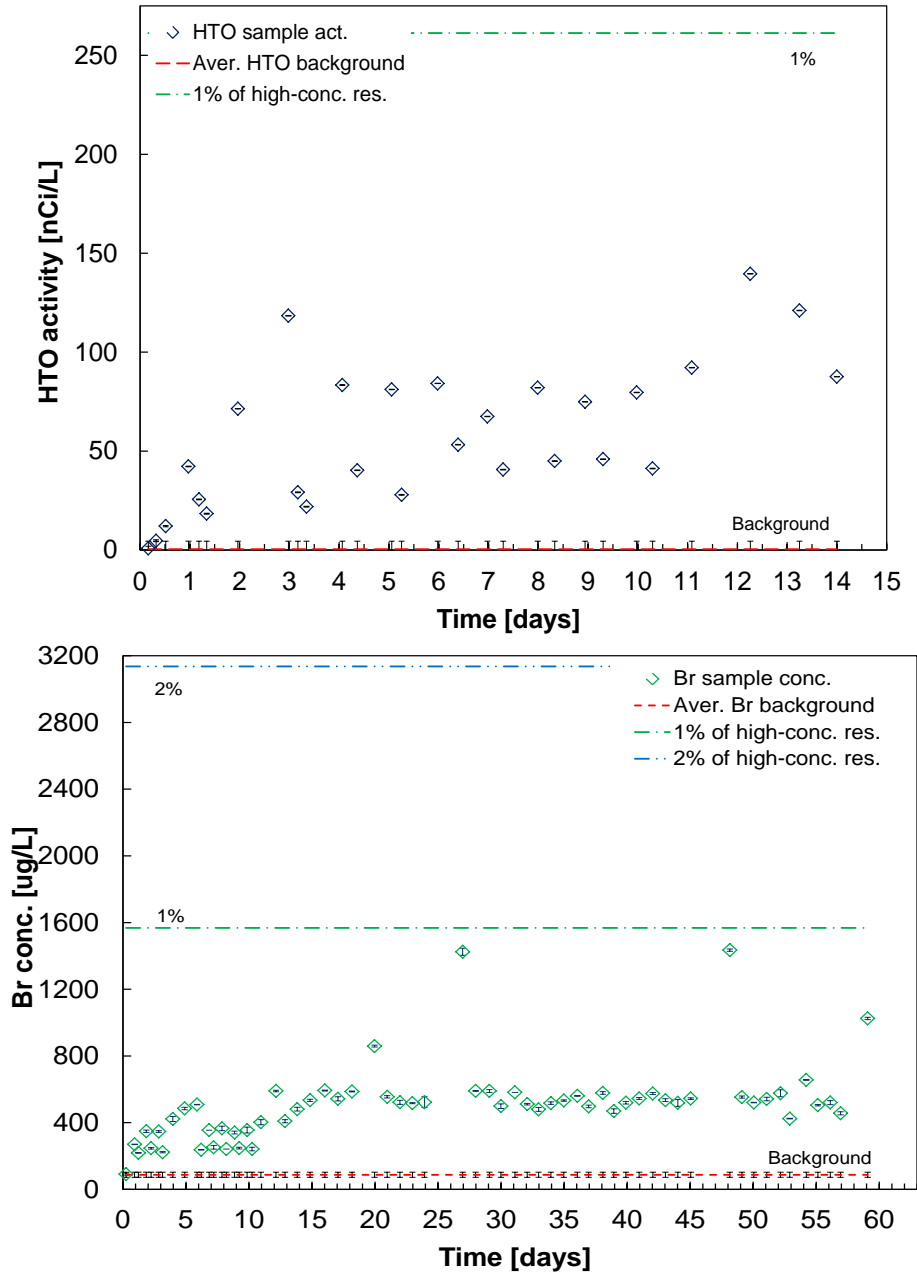 HTO sample act.
Aver. HTO background
1% of high-conc. res.
1%
250
200
150
100
50
0
HTO activity [nCi/L]
Background
0 1 2 3 4 5 6 7 8 9 10 11 12 13 14 15
Time [days]
3200
2800
2400
2000
1600
1200
800
400
0
Br conc. [ug/L]
2%
Br sample conc.
Aver. Br background
1% of high-conc. res.
2% of high-conc. res.
1%
Background
0 5 10 15 20 25 30 35 40 45 50 55 60
Time [days]